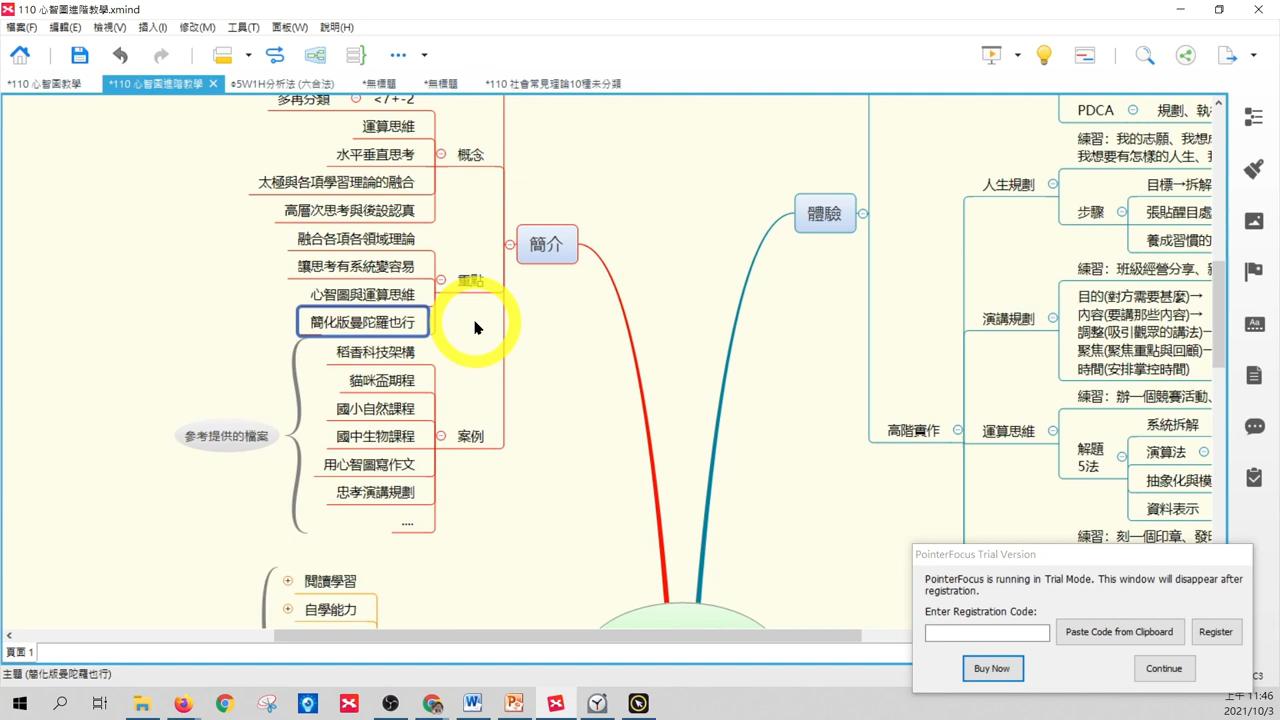 110 心智圖進階教學.xmind
檔案(F) 編輯(E) 檢視(V) 插入(I) 修改(M) 工具(T) 面板(W) 說明(H)
*110 心智圖教學
*110 心智圖進階教學
5W1H分析法 (六合法)
*無標題
*無標題
*110 社會常見理論10種未分類
多再分類
<7+-2
運算思維
水平垂直思考
概念
太極與各項學習理論的融合
高層次思考與後設認真
融合各項各領域理論
讓思考有系統變容易
重點
心智圖與運算思維
簡化版曼陀羅也行
簡介
稻香科技架構
貓咪盃期程
國小自然課程
國中生物課程
案例
用心智圖寫作文
忠孝演講規劃
....
參考提供的檔案
閱讀學習
自學能力
體驗
高階實作
PDCA
規劃、執
練習：我的志願、我想
我想要有怎樣的人生、
人生規劃
目標→拆解
步驟
張貼醒目處
養成習慣的
練習：班級經營分享、
演講規劃
目的(對方需要甚麼)→
內容(要講那些內容)→
調整(吸引觀眾的講法)→
聚焦(聚焦重點與回顧)→
時間(安排掌控時間)
練習：辦一個競賽活動、
運算思維
系統拆解
解題
5法
演算法
抽象化與模
資料表示
練習：刻一個印章、發
PointerFocus Trial Version
PointerFocus is running in Trial Mode. This window will disappear after
registration.
Enter Registration Code:
Paste Code from Clipboard
Register
Buy Now
Continue
頁面 1
主題 (簡化版曼陀羅也行)
C3
上午 11:46
2021/10/3